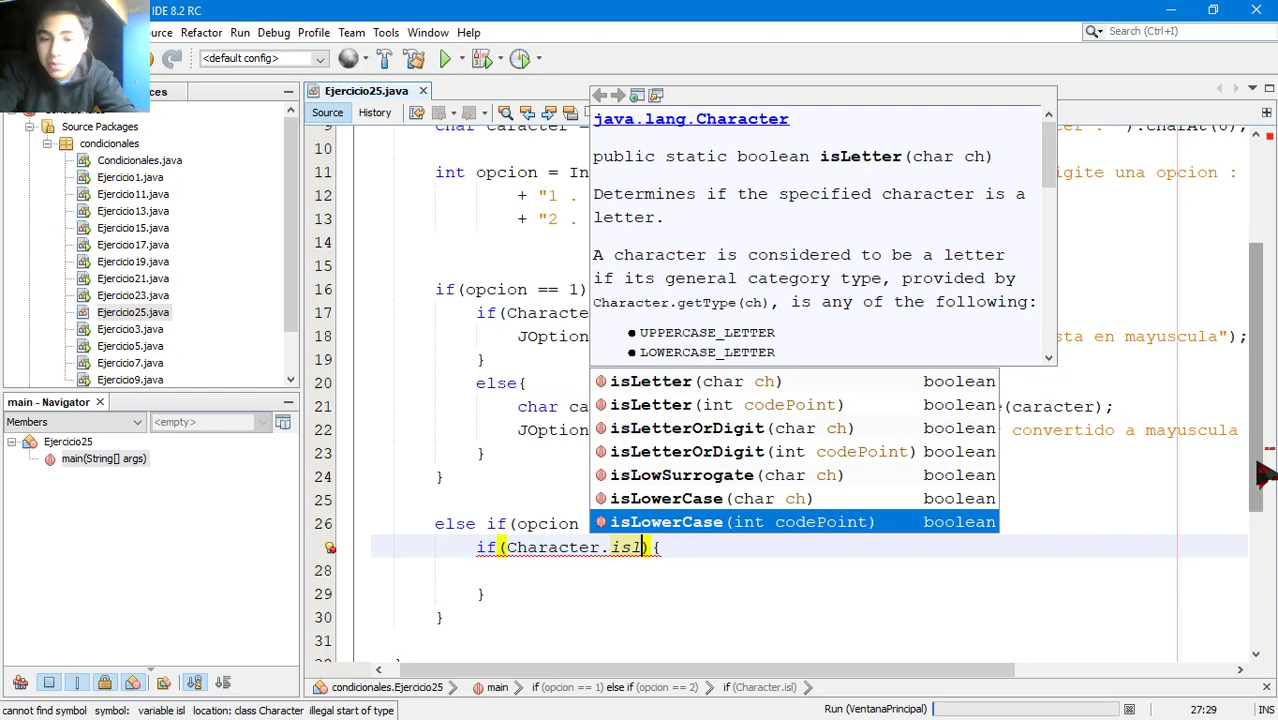 IDE 8.2 RC
Refactor Run Debug Profile Team Tools Window Help
Search (Ctrl+I)
<default config>
Ejercicio25.java
Source History
Source Packages
condicionales
Condicionales.java
Ejercicio1.java
Ejercicio11.java
Ejercicio13.java
Ejercicio15.java
Ejercicio17.java
Ejercicio19.java
Ejercicio21.java
Ejercicio23.java
Ejercicio25.java
Ejercicio3.java
Ejercicio5.java
Ejercicio7.java
Ejercicio9.java
main - Navigator
Members <empty>
Ejercicio25
main(String[] args)
9 char caracter = ").charAt(0);
10
11 int opcion = In igite una opcion :
12 + "1 .
13 + "2 .
14
15
16 if(opcion == 1)
17 if(Characte
18 JOption sta en mayuscula");
19 }
20 else{
21 char ca (caracter);
22 JOption convertido a mayuscula
23 }
24 }
25
26 else if(opcion
if(Character.isl){
28
29 }
30 }
31
java.lang.Character
public static boolean isLetter(char ch)
Determines if the specified character is a
letter.
A character is considered to be a letter
if its general category type, provided by
Character.getType(ch), is any of the following:
UPPERCASE_LETTER
LOWERCASE_LETTER
isLetter(char ch) boolean
isLetter(int codePoint) boolean
isLetterOrDigit(char ch) boolean
isLetterOrDigit(int codePoint) boolean
isLowSurrogate(char ch) boolean
isLowerCase(char ch) boolean
isLowerCase(int codePoint) boolean
condicionales.Ejercicio25 main if (opcion == 1) else if (opcion == 2) if (Character.isl)
cannot find symbol symbol: variable isl location: class Character illegal start of type
Run (VentanaPrincipal) 27:29 INS